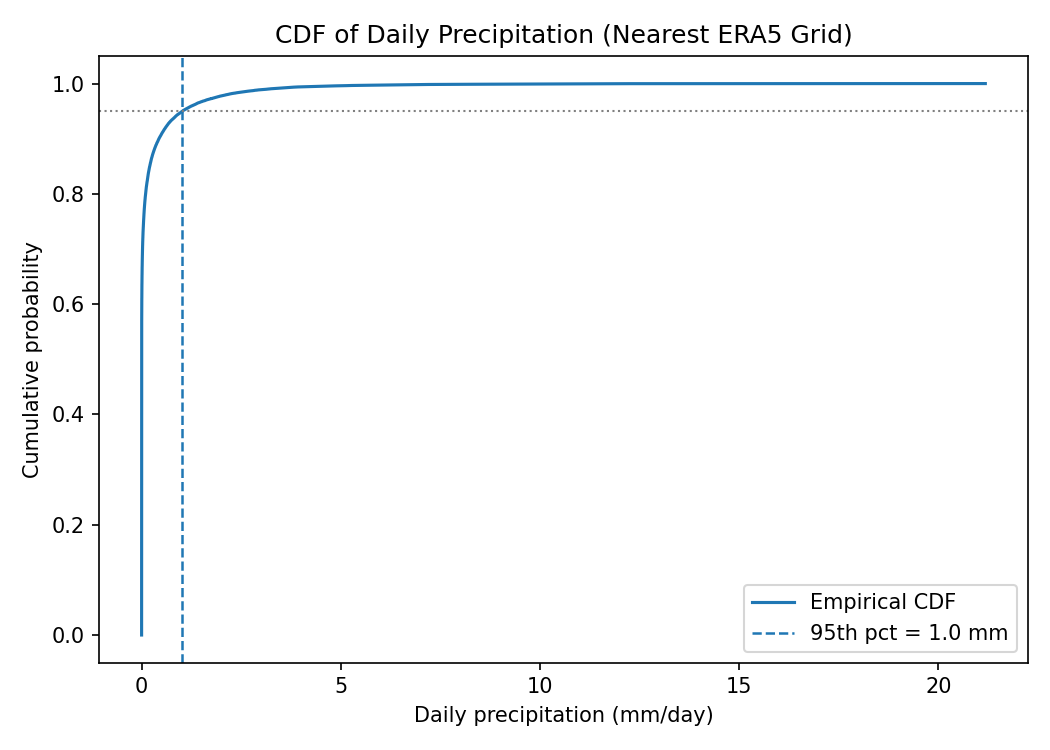 CDF of Daily Precipitation (Nearest ERA5 Grid)
Cumulative probability
1.0
0.8
0.6
0.4
0.2
0.0
Empirical CDF
95th pct = 1.0 mm
0 5 10 15 20
Daily precipitation (mm/day)